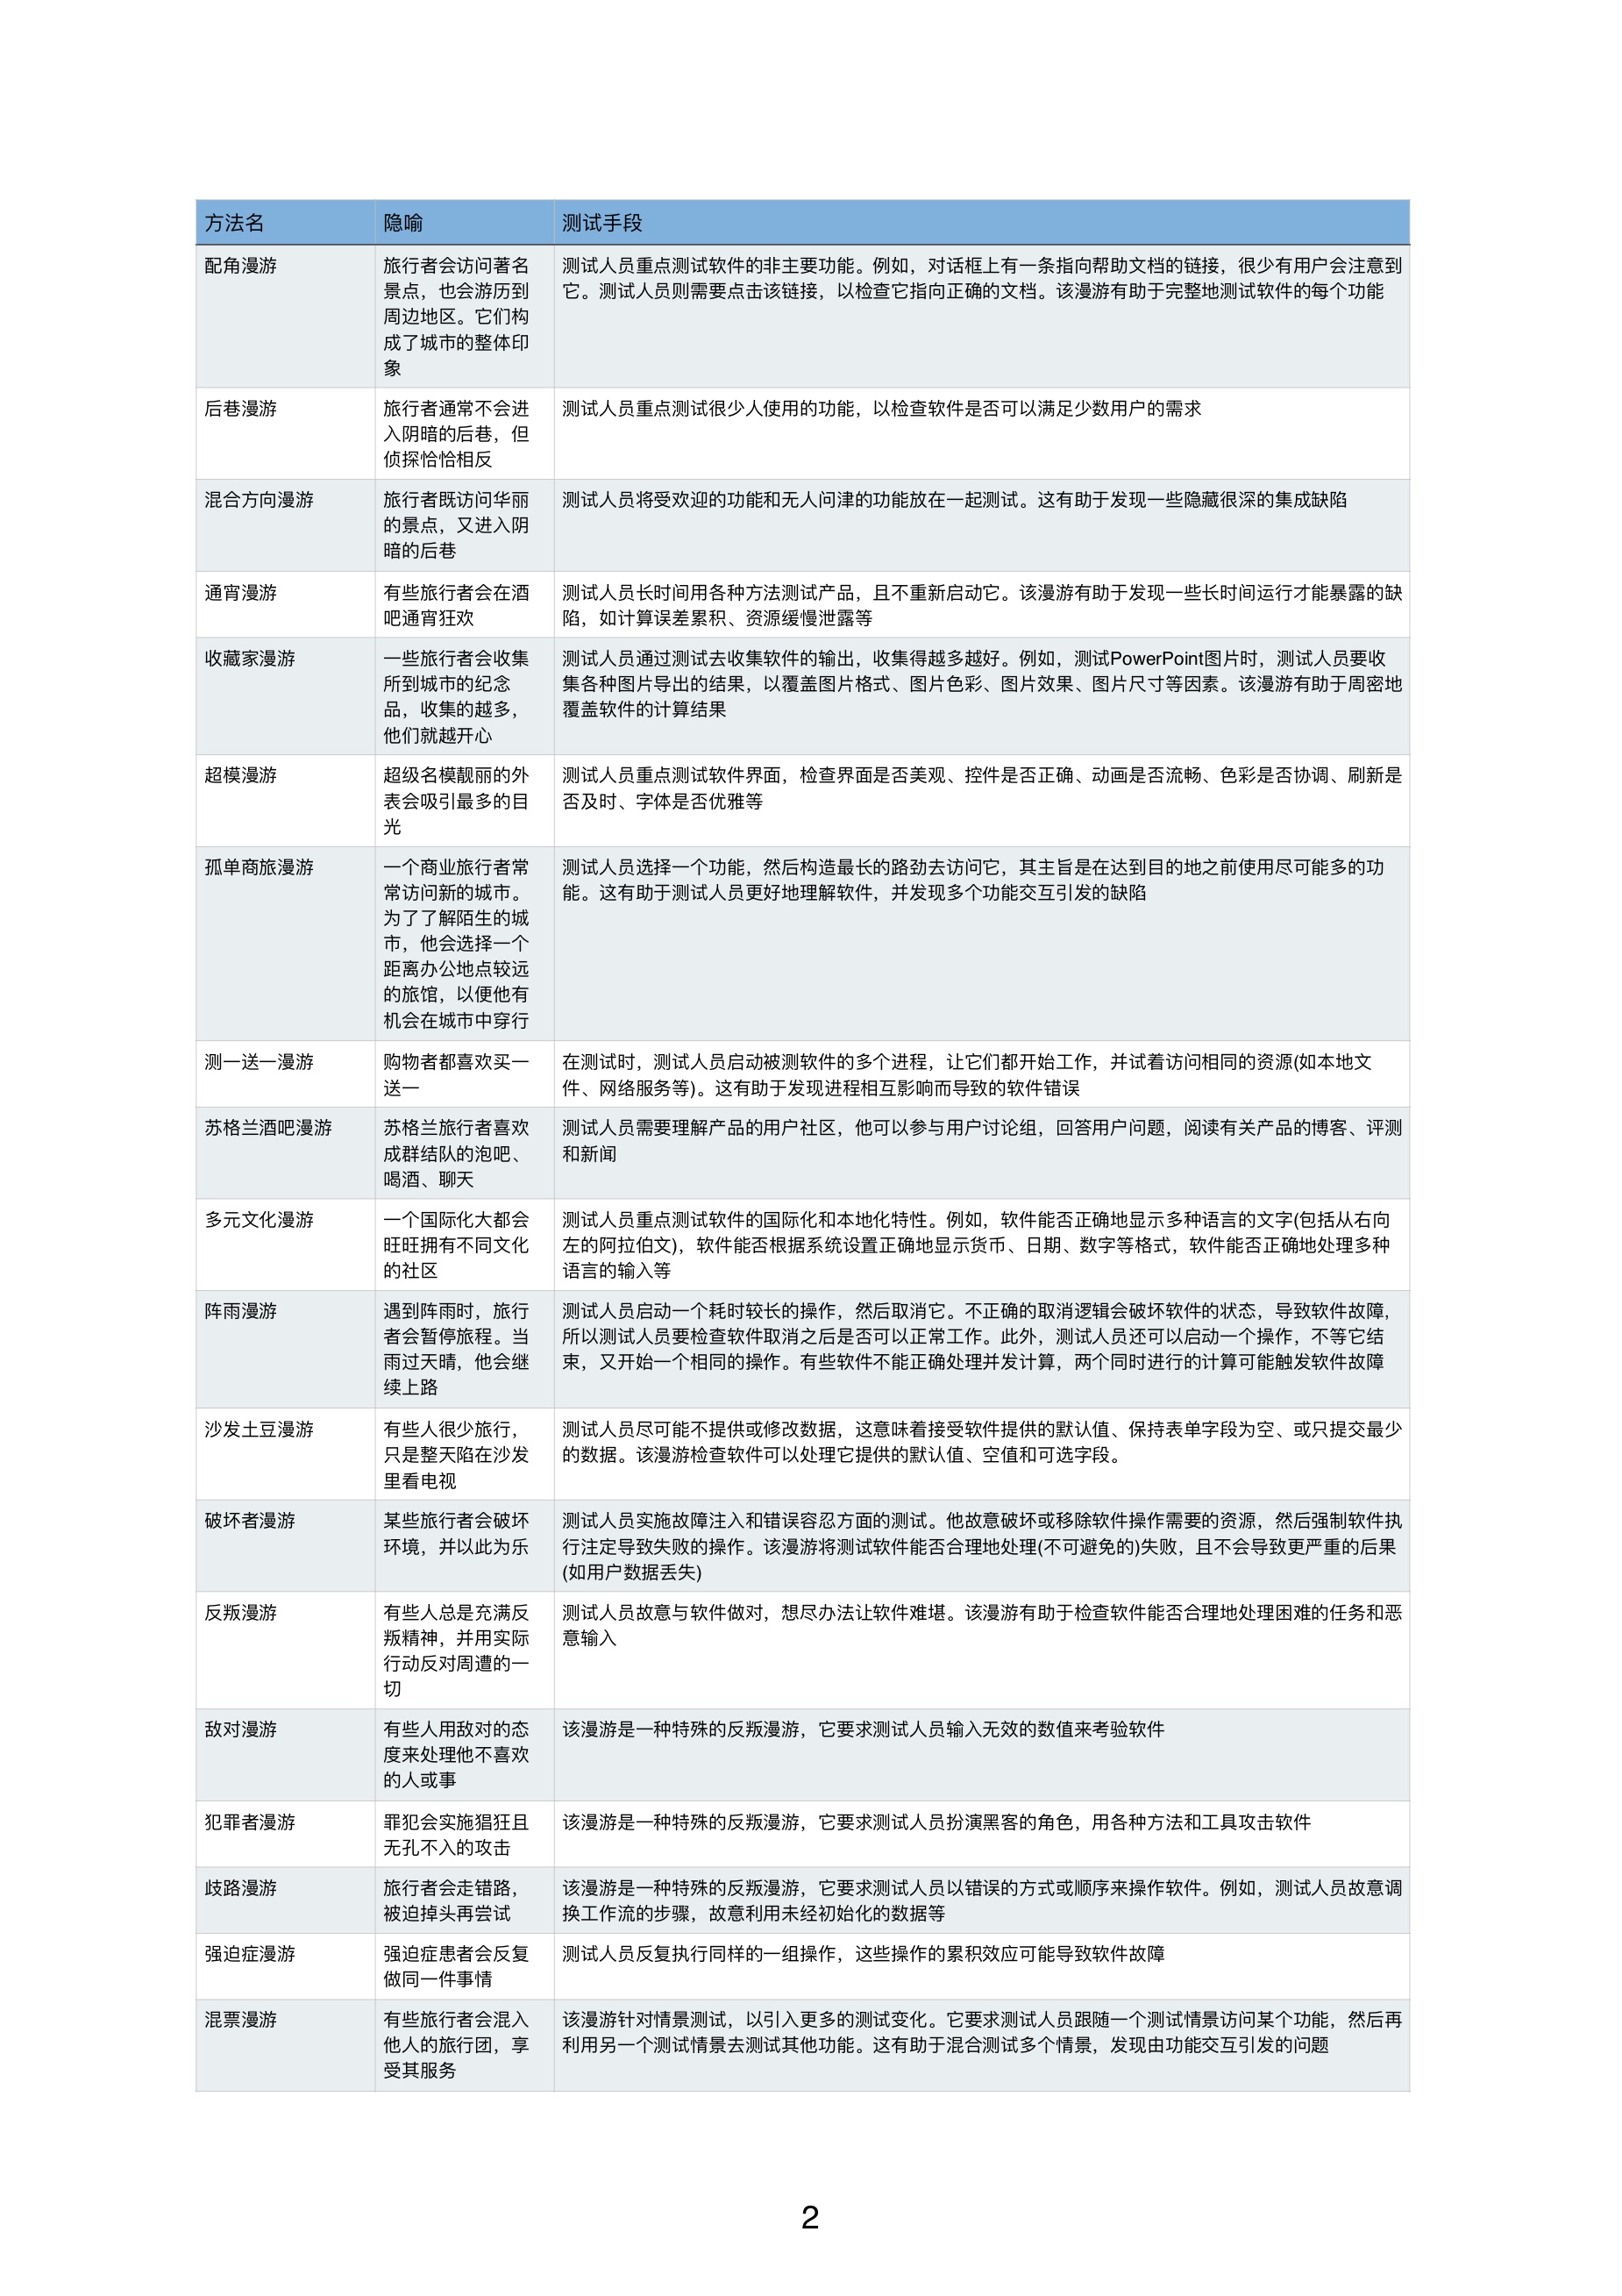 方法名 隐喻 测试手段
配角漫游 旅行者会访问著名 测试人员重点测试软件的非主要功能。例如，对话框上有一条指向帮助文档的链接，很少有用户会注意到
景点，也会游历到 它。测试人员则需要点击该链接，以检查它指向正确的文档。该漫游有助于完整地测试软件的每个功能
周边地区。它们构
成了城市的整体印
象
后巷漫游 旅行者通常不会进 测试人员重点测试很少人使用的功能，以检查软件是否可以满足少数用户的需求
入阴暗的后巷，但
侦探恰恰相反
混合方向漫游 旅行者既访问华丽 测试人员将受欢迎的功能和无人问津的功能放在一起测试。这有助于发现一些隐藏很深的集成缺陷
的景点，又进入阴
暗的后巷
通宵漫游 有些旅行者会在酒 测试人员长时间用各种方法测试产品，且不重新启动它。该漫游有助于发现一些长时间运行才能暴露的缺
吧通宵狂欢 陷，如计算误差累积、资源缓慢泄露等
收藏家漫游 一些旅行者会收集 测试人员通过测试去收集软件的输出，收集得越多越好。例如，测试PowerPoint图片时，测试人员要收
所到城市的纪念 集各种图片导出的结果，以覆盖图片格式、图片色彩、图片效果、图片尺寸等因素。该漫游有助于周密地
品，收集的越多， 覆盖软件的计算结果
他们就越开心
超模漫游 超级名模靓丽的外 测试人员重点测试软件界面，检查界面是否美观、控件是否正确、动画是否流畅、色彩是否协调、刷新是
表会吸引最多的目 否及时、字体是否优雅等
光
孤单商旅漫游 一个商业旅行者常 测试人员选择一个功能，然后构造最长的路劲去访问它，其主旨是在达到目的地之前使用尽可能多的功
常访问新的城市。 能。这有助于测试人员更好地理解软件，并发现多个功能交互引发的缺陷
为了了解陌生的城
市，他会选择一个
距离办公地点较远
的旅馆，以便他有
机会在城市中穿行
测一送一漫游 购物者都喜欢买一 在测试时，测试人员启动被测软件的多个进程，让它们都开始工作，并试着访问相同的资源(如本地文
送一 件、网络服务等)。这有助于发现进程相互影响而导致的软件错误
苏格兰酒吧漫游 苏格兰旅行者喜欢 测试人员需要理解产品的用户社区，他可以参与用户讨论组，回答用户问题，阅读有关产品的博客、评测
成群结队的泡吧、 和新闻
喝酒、聊天
多元文化漫游 一个国际化大都会 测试人员重点测试软件的国际化和本地化特性。例如，软件能否正确地显示多种语言的文字(包括从右向
旺旺拥有不同文化 左的阿拉伯文)，软件能否根据系统设置正确地显示货币、日期、数字等格式，软件能否正确地处理多种
的社区 语言的输入等
阵雨漫游 遇到阵雨时，旅行 测试人员启动一个耗时较长的操作，然后取消它。不正确的取消逻辑会破坏软件的状态，导致软件故障，
者会暂停旅程。当 所以测试人员要检查软件取消之后是否可以正常工作。此外，测试人员还可以启动一个操作，不等它结
雨过天晴，他会继 束，又开始一个相同的操作。有些软件不能正确处理并发计算，两个同时进行的计算可能触发软件故障
续上路
沙发土豆漫游 有些人很少旅行， 测试人员尽可能不提供或修改数据，这意味着接受软件提供的默认值、保持表单字段为空、或只提交最少
只是整天陷在沙发 的数据。该漫游检查软件可以处理它提供的默认值、空值和可选字段。
里看电视
破坏者漫游 某些旅行者会破坏 测试人员实施故障注入和错误容忍方面的测试。他故意破坏或移除软件操作需要的资源，然后强制软件执
环境，并以此为乐 行注定导致失败的操作。该漫游将测试软件能否合理地处理(不可避免的)失败，且不会导致更严重的后果
(如用户数据丢失)
反叛漫游 有些人总是充满反 测试人员故意与软件做对，想尽办法让软件难堪。该漫游有助于检查软件能否合理地处理困难的任务和恶
叛精神，并用实际 意输入
行动反对周遭的一
切
敌对漫游 有些人用敌对的态 该漫游是一种特殊的反叛漫游，它要求测试人员输入无效的数值来考验软件
度来处理他不喜欢
的人或事
犯罪者漫游 罪犯会实施猖狂且 该漫游是一种特殊的反叛漫游，它要求测试人员扮演黑客的角色，用各种方法和工具攻击软件
无孔不入的攻击
歧路漫游 旅行者会走错路， 该漫游是一种特殊的反叛漫游，它要求测试人员以错误的方式或顺序来操作软件。例如，测试人员故意调
被迫掉头再尝试 换工作流的步骤，故意利用未经初始化的数据等
强迫症漫游 强迫症患者会反复 测试人员反复执行同样的一组操作，这些操作的累积效应可能导致软件故障
做同一件事情
混票漫游 有些旅行者会混入 该漫游针对情景测试，以引入更多的测试变化。它要求测试人员跟随一个测试情景访问某个功能，然后再
他人的旅行团，享 利用另一个测试情景去测试其他功能。这有助于混合测试多个情景，发现由功能交互引发的问题
受其服务
2